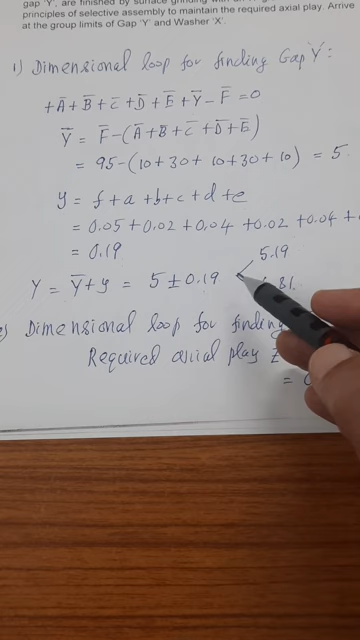 gap 'Y', are finished by surface grinding with
principles of selective assembly to maintain the required axial play. Arrive
at the group limits of Gap 'Y' and Washer 'X'.
1) Dimensional loop for finding Gap Y:
+A̅+B̅+C̅+D̅+E̅+Y̅−F̅=0
Y̅ = F̅−(A̅+B̅+C̅+D̅+E̅)
= 95−(10+30+10+30+10) = 5.
y = f+a+b+c+d+e
= 0.05+0.02+0.04+0.02+0.04+
= 0.19
5.19
Y = Y̅+y = 5±0.19
.81
Dimensional loop for finding
Required axial play
=